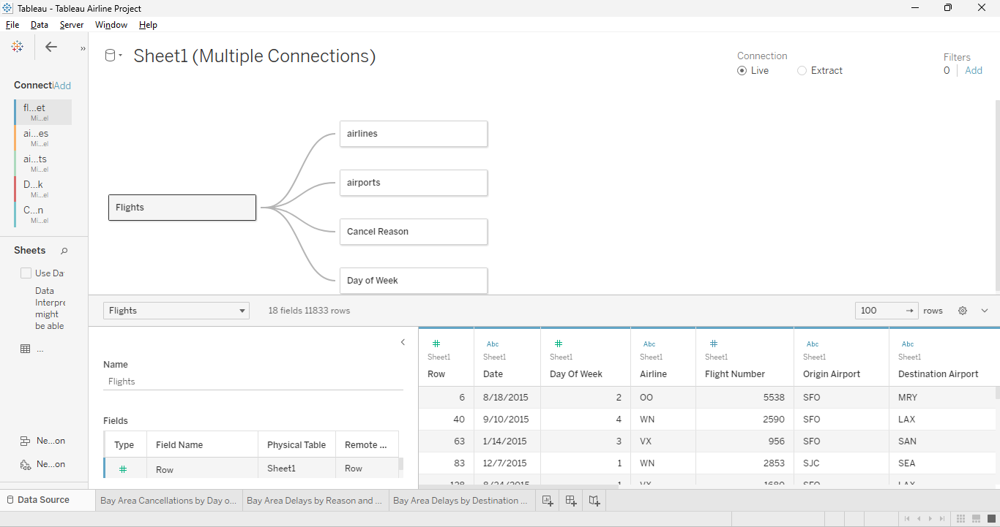 Tableau - Tableau Airline Project
File Data Server Window Help
Sheet1 (Multiple Connections)
Connection
Live Extract
Filters
0 Add
Connecti Add
fl...et
Mi...el
ai...es
Mi...el
ai...ts
Mi...el
D...k
Mi...el
C...n
Mi...el
Sheets
Use Da
Data
Interpre
might
be able
...
Ne...on
Ne...on
airlines
airports
Flights
Cancel Reason
Day of Week
Flights 18 fields 11833 rows 100 → rows
Name
Flights
Fields
Type Field Name Physical Table Remote ...
# Row Sheet1 Row
# Abc # Abc # Abc Abc
Sheet1 Sheet1 Sheet1 Sheet1 Sheet1 Sheet1 Sheet1
Row Date Day Of Week Airline Flight Number Origin Airport Destination Airport
6 8/18/2015 2 OO 5538 SFO MRY
40 9/10/2015 4 WN 2590 SFO LAX
63 1/14/2015 3 VX 956 SFO SAN
83 12/7/2015 1 WN 2853 SJC SEA
128 8/24/2015 1 VX 1680 SFO LAX
Data Source Bay Area Cancellations by Day o... Bay Area Delays by Reason and ... Bay Area Delays by Destination ...